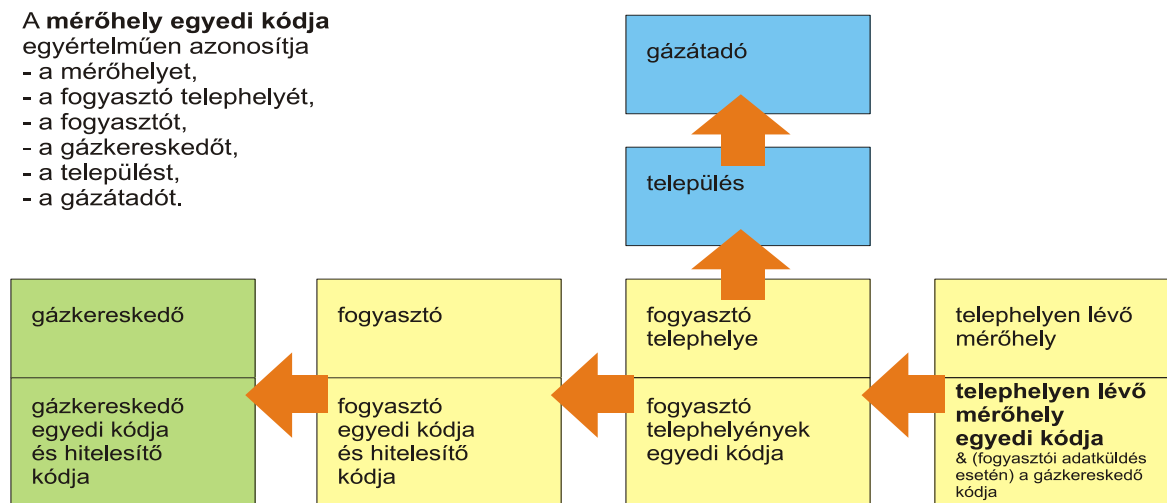 A mérőhely egyedi kódja
egyértelműen azonosítja
- a mérőhelyet,
- a fogyasztó telephelyét,
- a fogyasztót,
- a gázkereskedőt,
- a települést,
- a gázátadót.
gázátadó
település
gázkereskedő
fogyasztó
fogyasztó
telephelye
telephelyen lévő
mérőhely
gázkereskedő
egyedi kódja
és hitelesítő
kódja
fogyasztó
egyedi kódja
és hitelesítő
kódja
fogyasztó
telephelyények
egyedi kódja
telephelyen lévő
mérőhely
egyedi kódja
& (fogyasztói adatküldés
esetén) a gázkereskedő
kódja